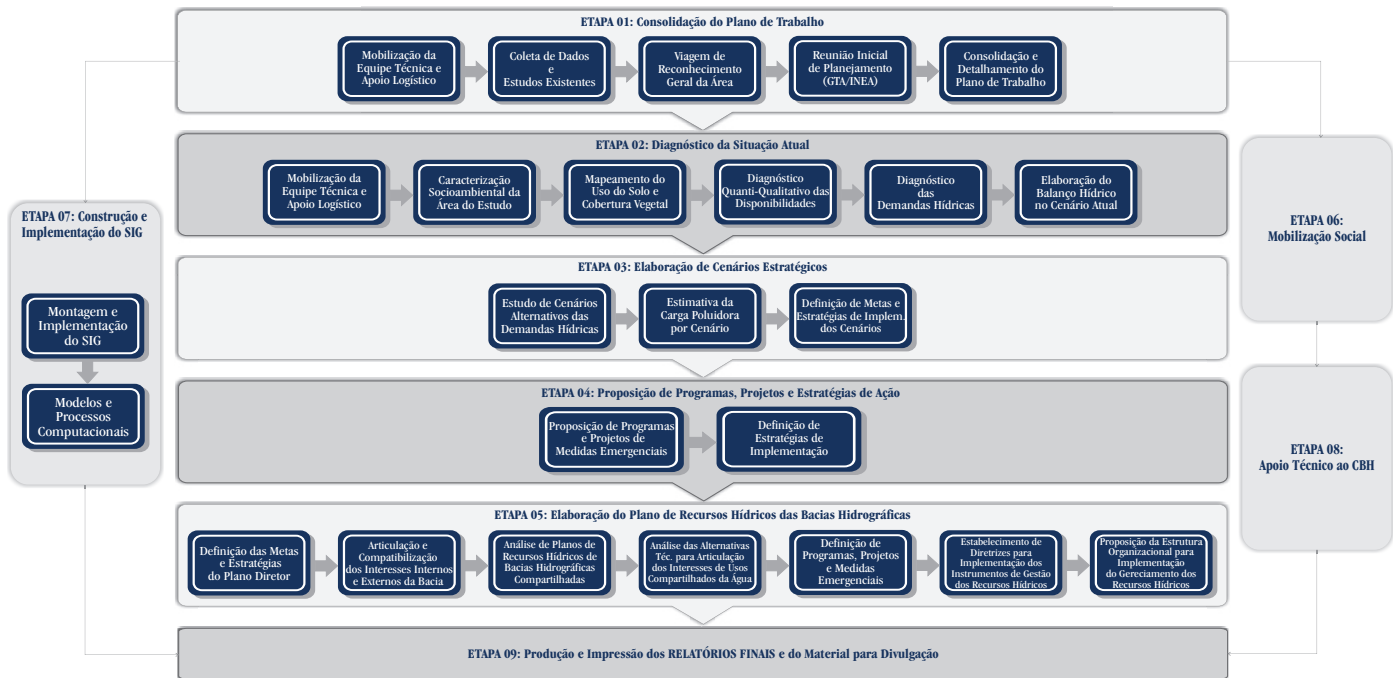 ETAPA 01: Consolidação do Plano de Trabalho
Mobilização da
Equipe Técnica e
Apoio Logístico
Coleta de Dados
e
Estudos Existentes
Viagem de
Reconhecimento
Geral da Área
Reunião Inicial
de Planejamento
(GTA/INEA)
Consolidação e
Detalhamento do
Plano de Trabalho
ETAPA 02: Diagnóstico da Situação Atual
Mobilização da
Equipe Técnica e
Apoio Logístico
Caracterização
Socioambiental da
Área do Estudo
Mapeamento do
Uso do Solo e
Cobertura Vegetal
Diagnóstico
Quanti-Qualitativo das
Disponibilidades
Diagnóstico
das
Demandas Hídricas
Elaboração do
Balanço Hídrico
no Cenário Atual
ETAPA 07: Construção e
Implementação do SIG
Montagem e
Implementação
do SIG
Modelos e
Processos
Computacionais
ETAPA 06:
Mobilização Social
ETAPA 03: Elaboração de Cenários Estratégicos
Estudo de Cenários
Alternativos das
Demandas Hídricas
Estimativa da
Carga Poluidora
por Cenário
Definição de Metas e
Estratégias de Implem.
dos Cenários
ETAPA 04: Proposição de Programas, Projetos e Estratégias de Ação
Proposição de Programas
e Projetos de
Medidas Emergenciais
Definição de
Estratégias de
Implementação
ETAPA 08:
Apoio Técnico ao CBH
ETAPA 05: Elaboração do Plano de Recursos Hídricos das Bacias Hidrográficas
Definição das Metas
e Estratégias
do Plano Diretor
Articulação e
Compatibilização
dos Interesses Internos
e Externos da Bacia
Análise de Planos de
Recursos Hídricos de
Bacias Hidrográficas
Compartilhadas
Análise das Alternativas
Téc. para Articulação
dos Interesses de Usos
Compartilhados da Água
Definição de
Programas, Projetos
e Medidas
Emergenciais
Estabelecimento de
Diretrizes para
Implementação dos
Instrumentos de Gestão
dos Recursos Hídricos
Proposição da Estrutura
Organizacional para
Implementação
do Gereciamento dos
Recursos Hídricos
ETAPA 09: Produção e Impressão dos RELATÓRIOS FINAIS e do Material para Divulgação